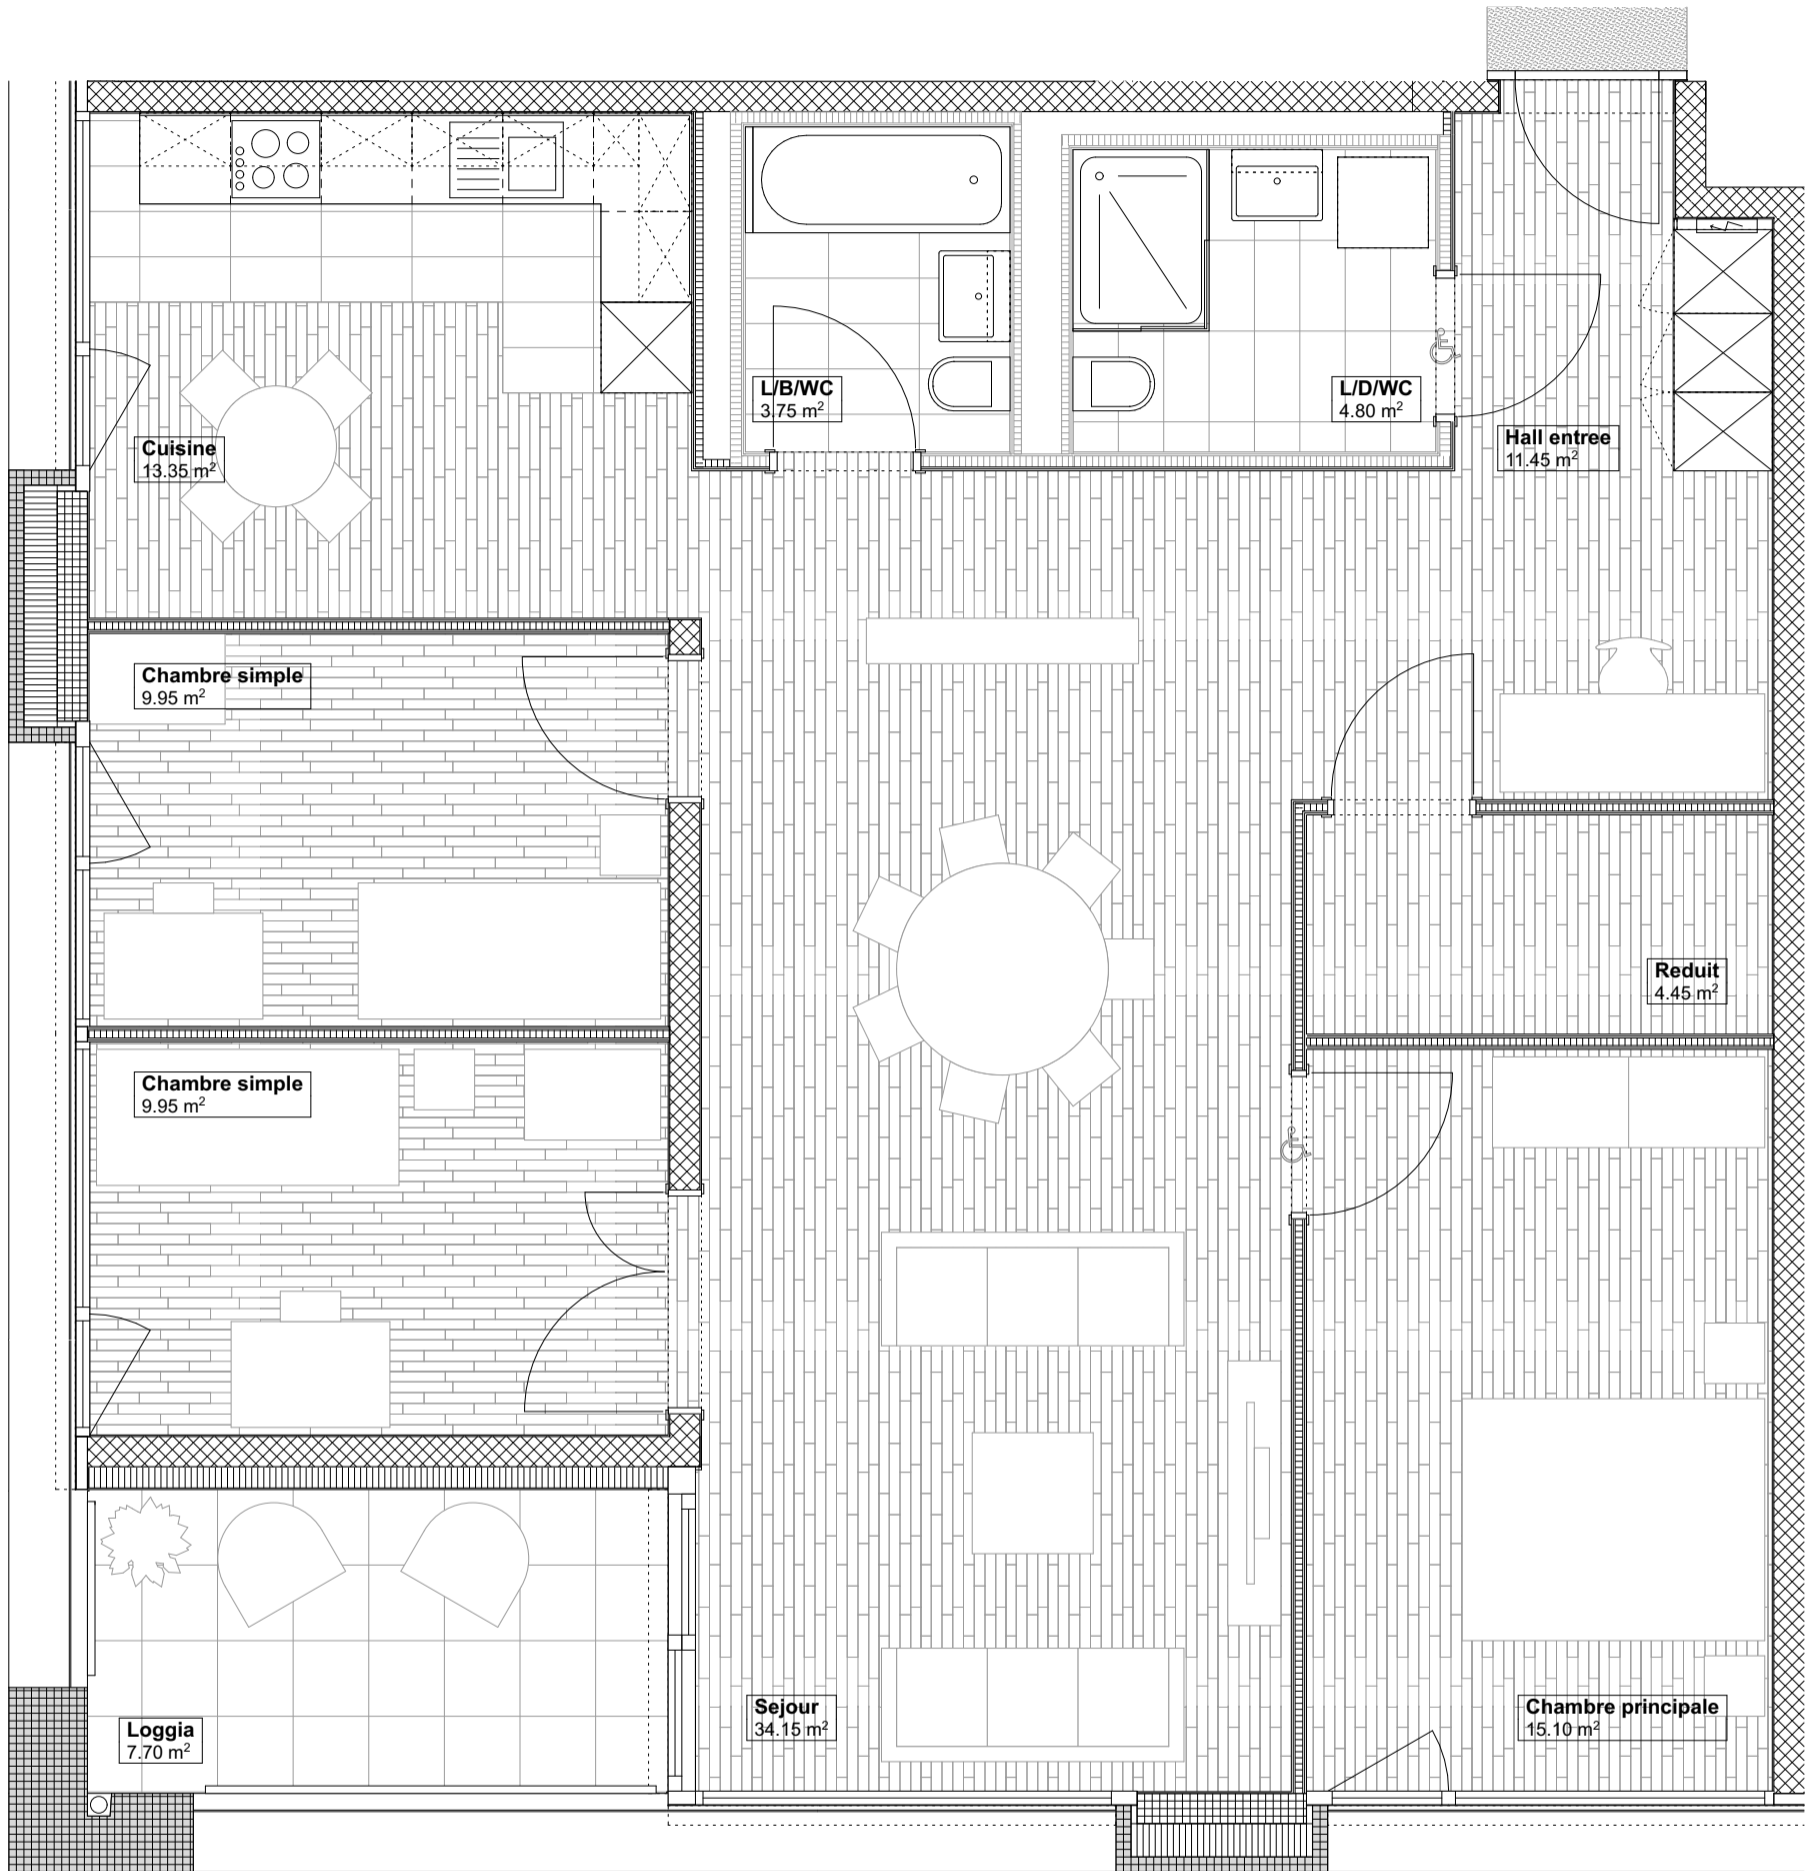 L/B/WC
3.75 m²
L/D/WC
4.80 m²
Hall entree
11.45 m²
Cuisine
13.35 m²
Chambre simple
9.95 m²
Reduit
4.45 m²
Chambre simple
9.95 m²
Sejour
34.15 m²
Chambre principale
15.10 m²
Loggia
7.70 m²